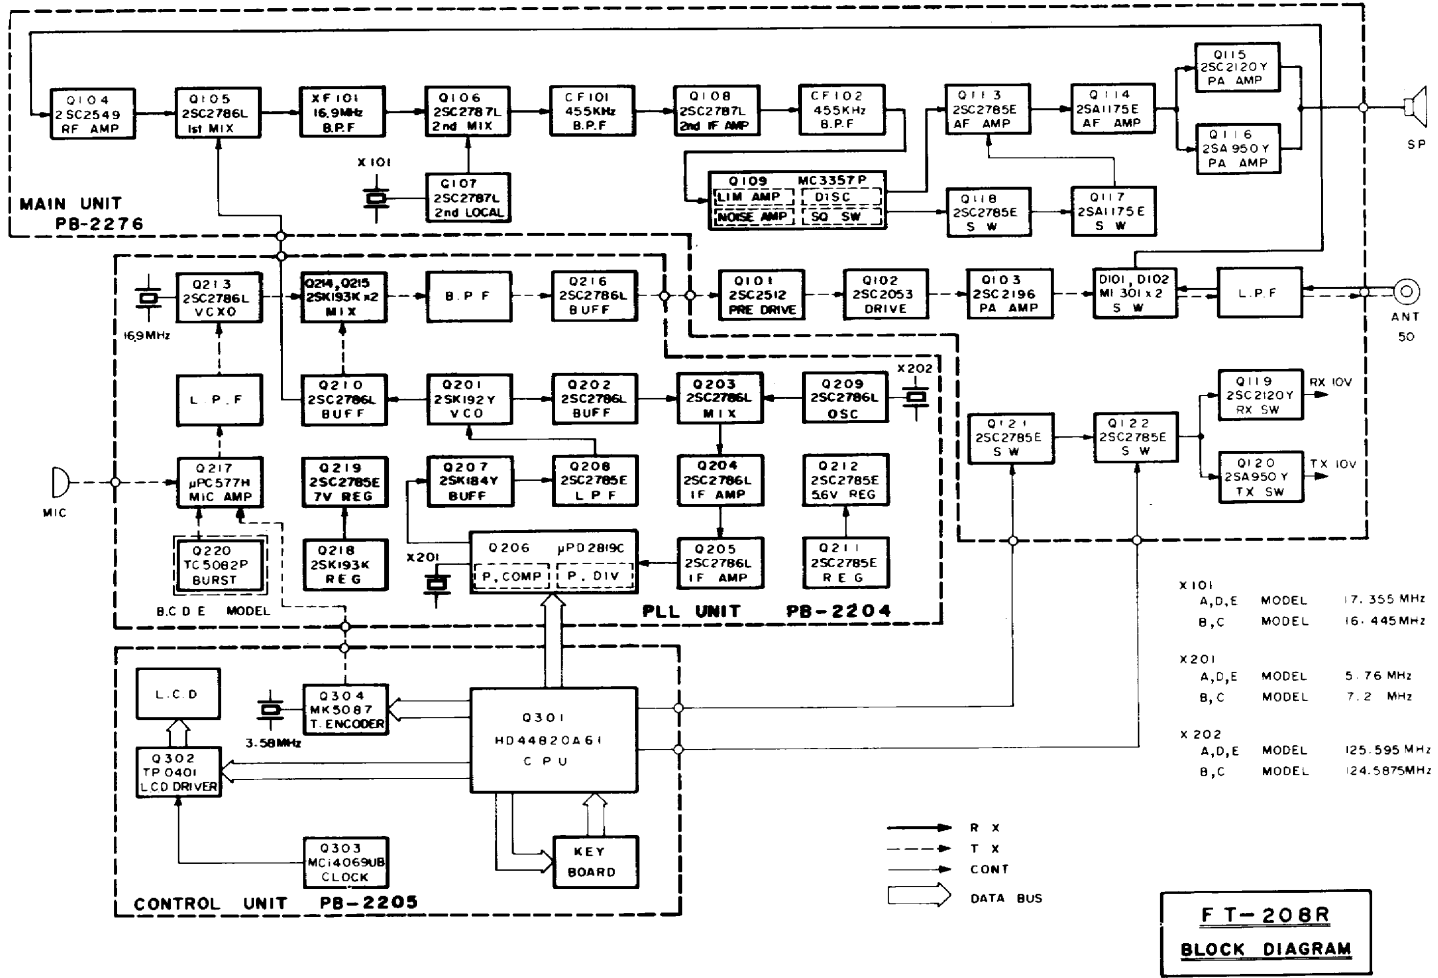 Q104
2SC2549
RF AMP
Q105
2SC2786L
1st MIX
XF101
16.9MHz
B.P.F
Q106
2SC2787L
2nd MIX
CF101
455KHz
B.P.F
Q108
2SC2787L
2nd IF AMP
CF102
455KHz
B.P.F
Q113
2SC2785E
AF AMP
Q114
2SA1175E
AF AMP
Q115
2SC2120Y
PA AMP
Q116
2SA950Y
PA AMP
SP
X101
Q107
2SC2787L
2nd LOCAL
Q109 MC3357P
LIM AMP
DISC
NOISE AMP
SQ SW
Q118
2SC2785E
SW
Q117
2SA1175E
SW
MAIN UNIT
PB-2276
16.9MHz
Q213
2SC2786L
VCXO
Q214,Q215
2SK193K×2
MIX
B.P.F
Q216
2SC2786L
BUFF
Q101
2SC2512
PRE DRIVE
Q102
2SC2053
DRIVE
Q103
2SC2196
PA AMP
D101, D102
MI 301×2
SW
L.P.F
ANT
50
L.P.F
Q210
2SC2786L
BUFF
Q201
2SK192Y
VCO
Q202
2SC2786L
BUFF
Q203
2SC2786L
MIX
Q209
2SC2786L
OSC
X202
Q119
2SC2120Y
RX SW
RX 10V
Q121
2SC2785E
SW
Q122
2SC2785E
SW
Q120
2SA950Y
TX SW
TX 10V
MIC
Q217
μPC577H
MIC AMP
Q219
2SC2785E
7V REG
Q207
2SK184Y
BUFF
Q208
2SC2785E
L.P.F
Q204
2SC2786L
IF AMP
Q212
2SC2785E
5.6V REG
Q220
TC5082P
BURST
B.C D E MODEL
Q218
2SK193K
REG
X201
Q206 μPD2819C
P.COMP
P. DIV
Q205
2SC2786L
IF AMP
Q211
2SC2785E
REG
PLL UNIT PB-2204
X101
A,D,E MODEL 17.355 MHz
B,C MODEL 16.445MHz
X201
A,D,E MODEL 5.76 MHz
B,C MODEL 7.2 MHz
X202
A,D,E MODEL 125.595 MHz
B,C MODEL 124.5875MHz
L.C.D
3.58MHz
Q304
MK5087
T. ENCODER
Q301
HD44820A61
CPU
Q302
TP0401
LCD DRIVER
Q303
MC14069UB
CLOCK
KEY
BOARD
CONTROL UNIT PB-2205
RX
TX
CONT
DATA BUS
FT-208R
BLOCK DIAGRAM